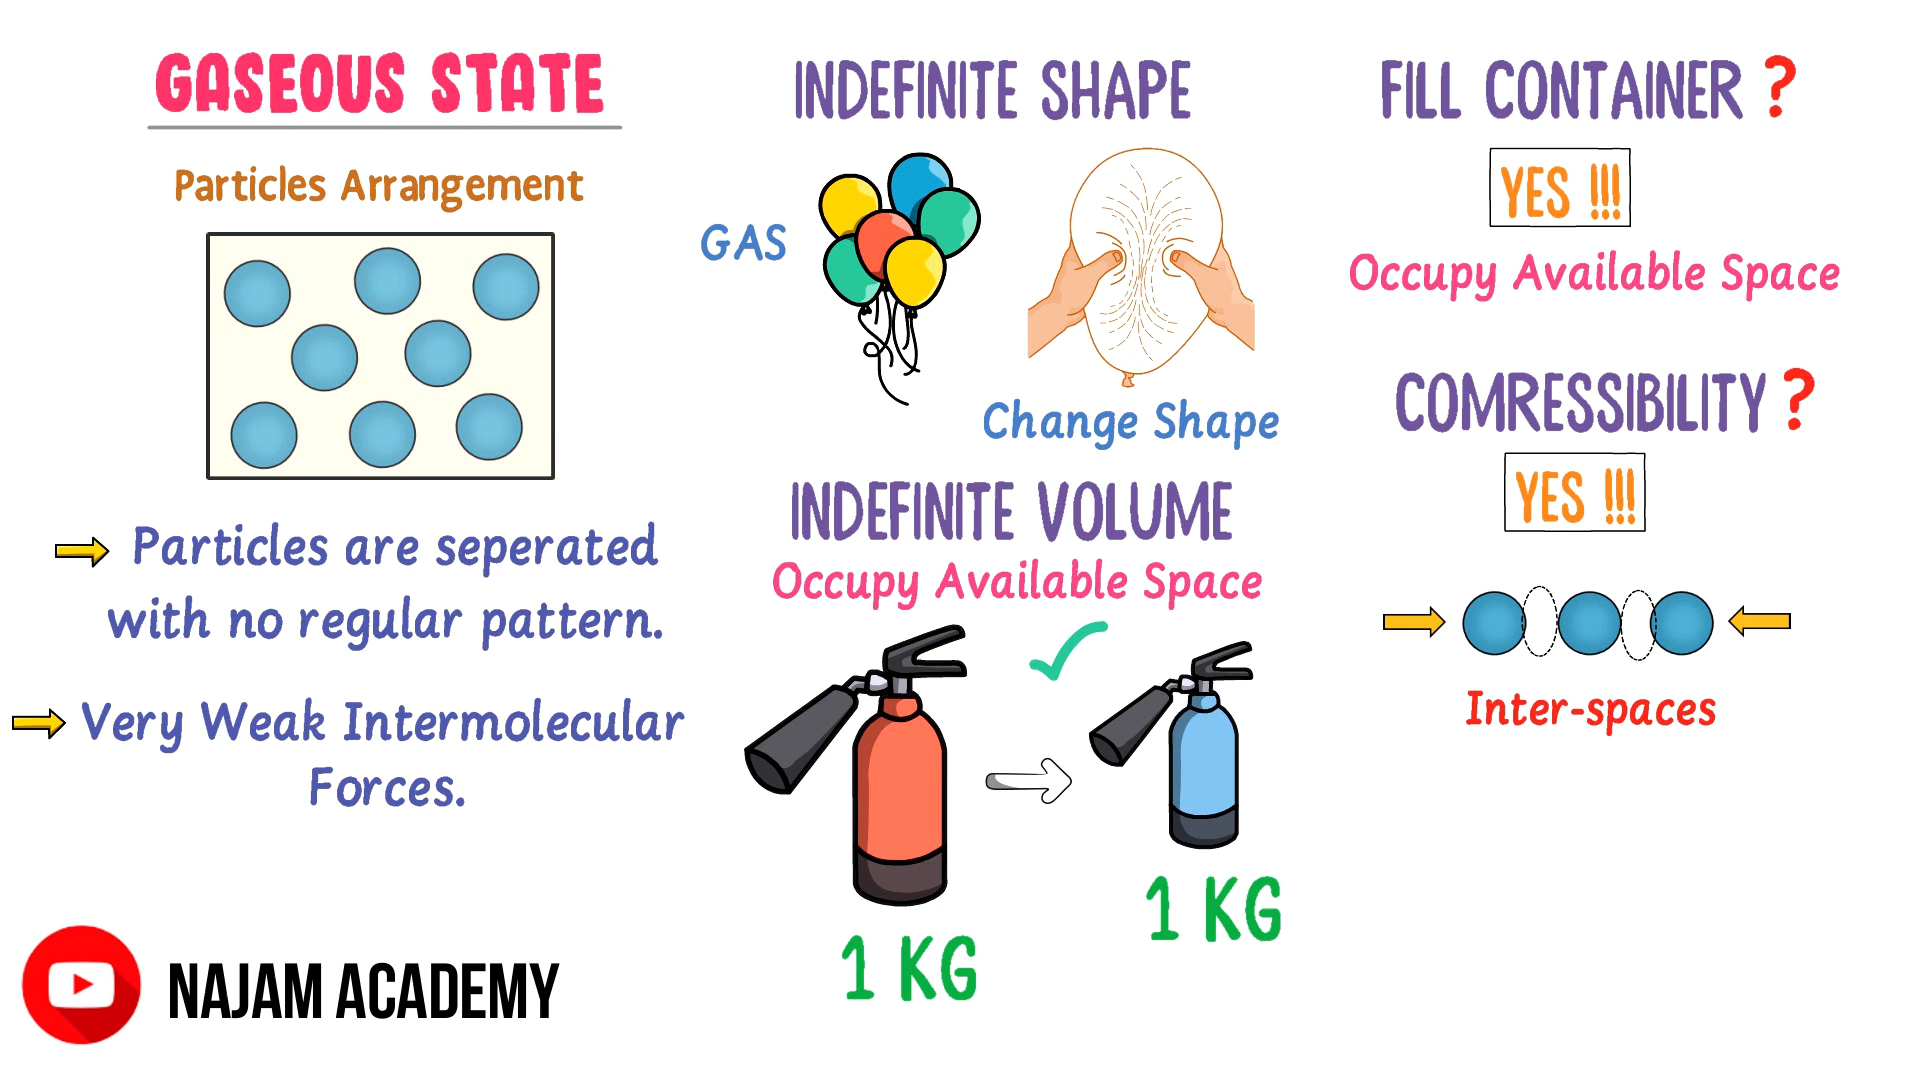 GASEOUS STATE
Particles Arrangement
Particles are seperated
with no regular pattern.
Very Weak Intermolecular
Forces.
NAJAM ACADEMY
INDEFINITE SHAPE
GAS
Change Shape
INDEFINITE VOLUME
Occupy Available Space
1 KG
1 KG
FILL CONTAINER ?
YES !!!
Occupy Available Space
COMRESSIBILITY ?
YES !!!
Inter-spaces